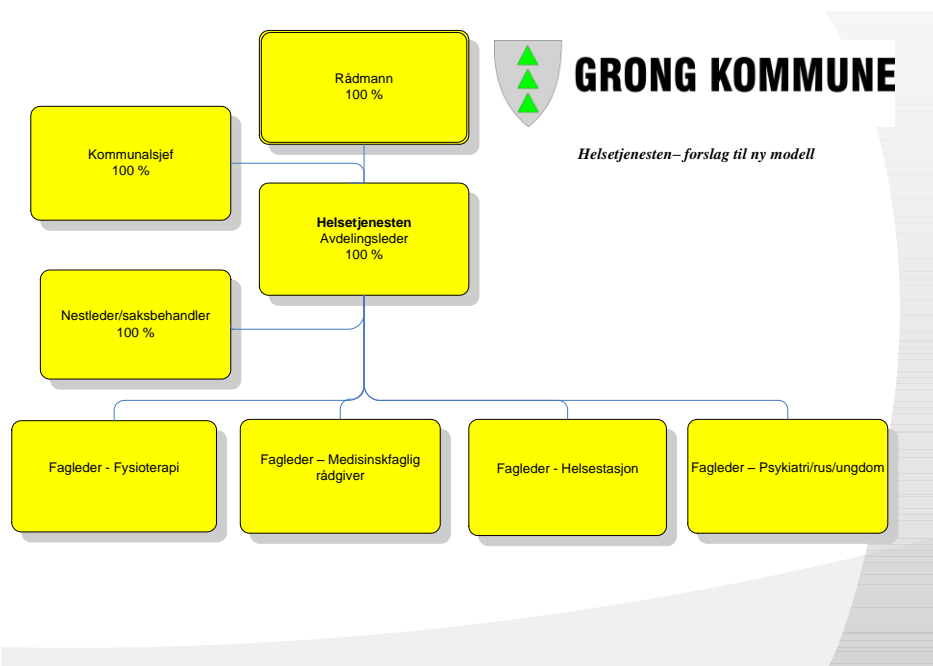 Rådmann
100 %
GRONG KOMMUNE
Kommunalsjef
100 %
Helsetjenesten– forslag til ny modell
Helsetjenesten
Avdelingsleder
100 %
Nestleder/saksbehandler
100 %
Fagleder - Fysioterapi
Fagleder – Medisinskfaglig
rådgiver
Fagleder - Helsestasjon
Fagleder – Psykiatri/rus/ungdom